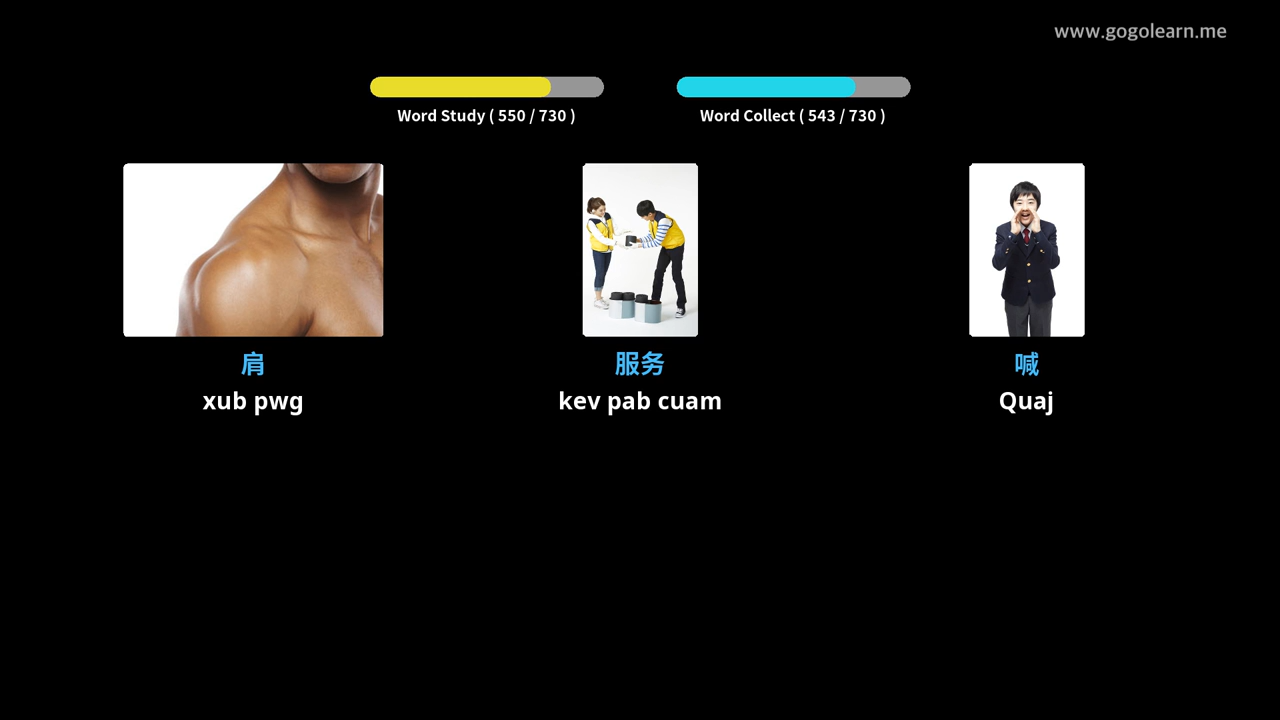 www.gogolearn.me
Word Study ( 550 / 730 )
Word Collect ( 543 / 730 )
肩
xub pwg
服务
kev pab cuam
喊
Quaj